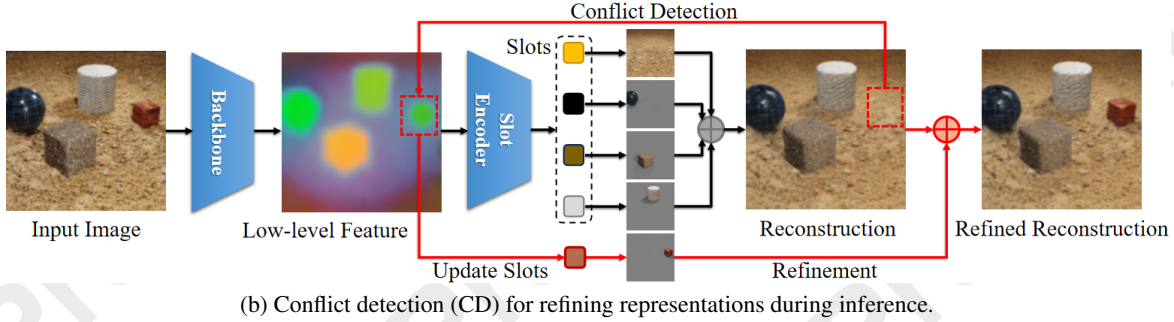 Conflict Detection
Slots
Backbone
Slot
Encoder
Input Image
Low-level Feature
Reconstruction
Refined Reconstruction
Update Slots
Refinement
(b) Conflict detection (CD) for refining representations during inference.